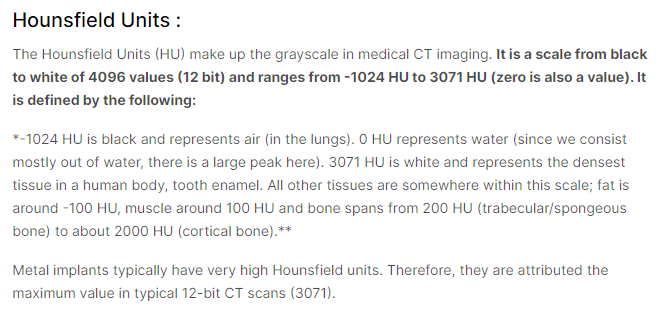 Hounsfield Units :
The Hounsfield Units (HU) make up the grayscale in medical CT imaging. It is a scale from black
to white of 4096 values (12 bit) and ranges from -1024 HU to 3071 HU (zero is also a value). It
is defined by the following:
*-1024 HU is black and represents air (in the lungs). 0 HU represents water (since we consist
mostly out of water, there is a large peak here). 3071 HU is white and represents the densest
tissue in a human body, tooth enamel. All other tissues are somewhere within this scale; fat is
around -100 HU, muscle around 100 HU and bone spans from 200 HU (trabecular/spongeous
bone) to about 2000 HU (cortical bone).**
Metal implants typically have very high Hounsfield units. Therefore, they are attributed the
maximum value in typical 12-bit CT scans (3071).